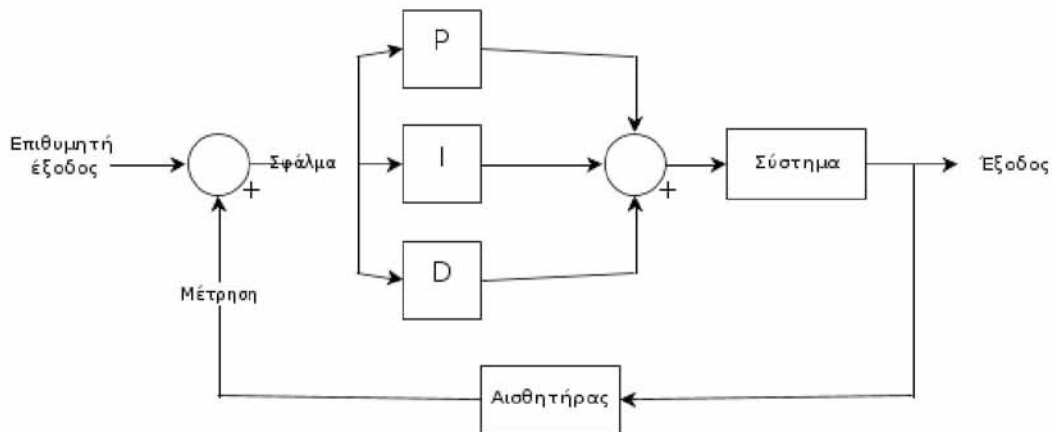 P
Επιθυμητή
έξοδος
+
Σφάλμα
I
+
Σύστημα
Έξοδος
D
Μέτρηση
Αισθητήρας